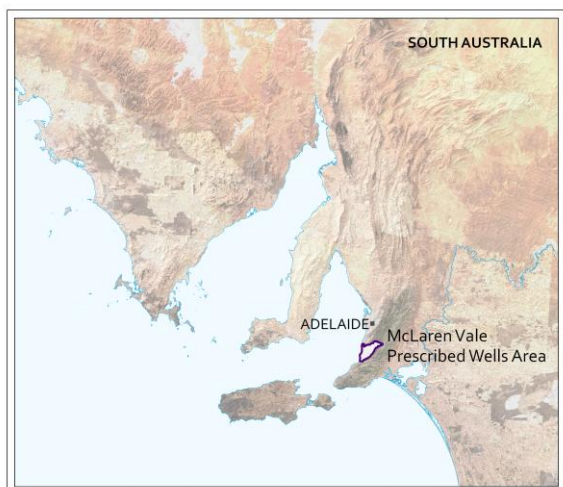 SOUTH AUSTRALIA
ADELAIDE
McLaren Vale
Prescribed Wells Area